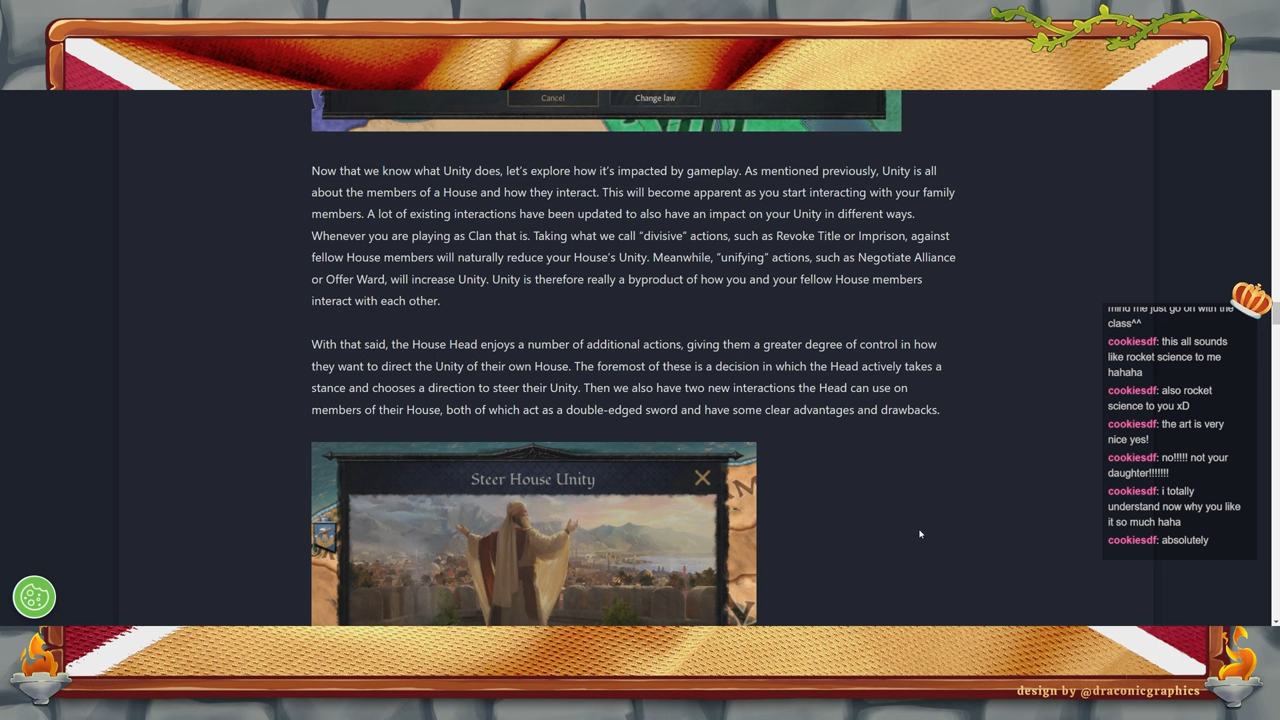 Cancel
Change law
Now that we know what Unity does, let's explore how it's impacted by gameplay. As mentioned previously, Unity is all
about the members of a House and how they interact. This will become apparent as you start interacting with your family
members. A lot of existing interactions have been updated to also have an impact on your Unity in different ways.
Whenever you are playing as Clan that is. Taking what we call “divisive” actions, such as Revoke Title or Imprison, against
fellow House members will naturally reduce your House's Unity. Meanwhile, “unifying” actions, such as Negotiate Alliance
or Offer Ward, will increase Unity. Unity is therefore really a byproduct of how you and your fellow House members
interact with each other.
With that said, the House Head enjoys a number of additional actions, giving them a greater degree of control in how
they want to direct the Unity of their own House. The foremost of these is a decision in which the Head actively takes a
stance and chooses a direction to steer their Unity. Then we also have two new interactions the Head can use on
members of their House, both of which act as a double-edged sword and have some clear advantages and drawbacks.
Steer House Unity
mind me just go on with the
class^^
cookiesdf: this all sounds
like rocket science to me
hahaha
cookiesdf: also rocket
science to you xD
cookiesdf: the art is very
nice yes!
cookiesdf: no!!!!! not your
daughter!!!!!!!
cookiesdf: i totally
understand now why you like
it so much haha
cookiesdf: absolutely
design by @draconicgraphics